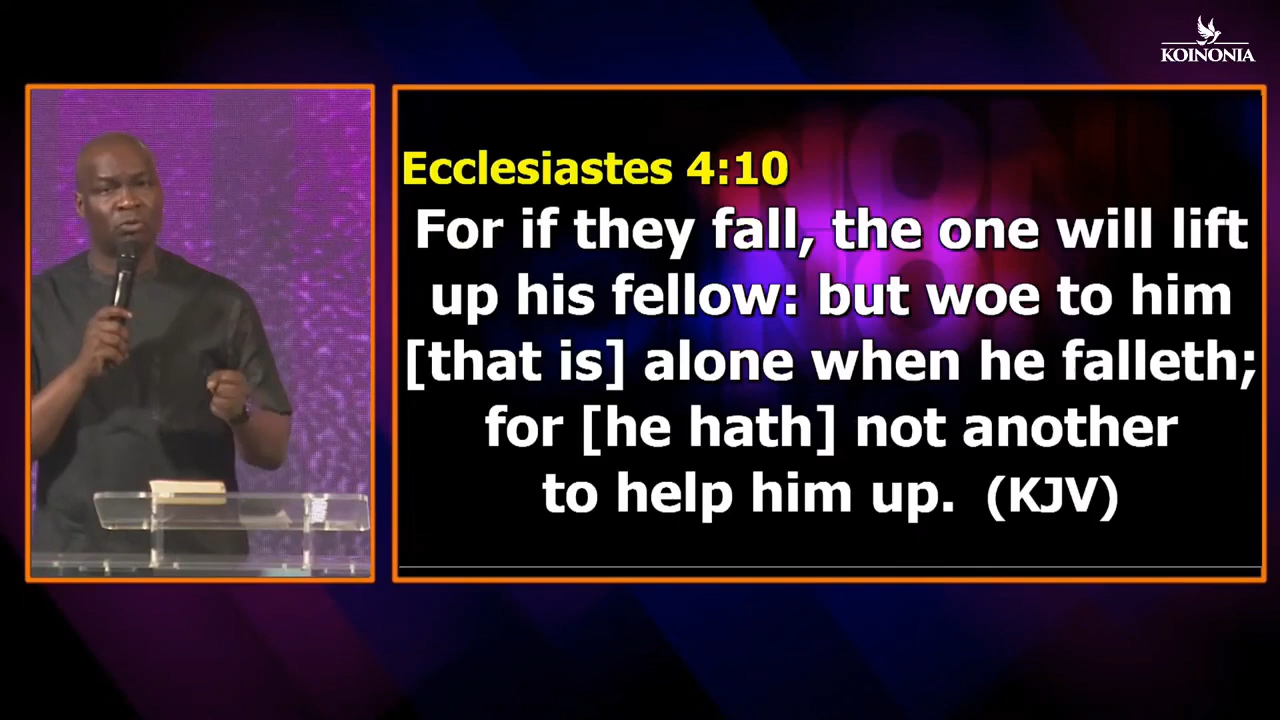 KOINONIA
Ecclesiastes 4:10
For if they fall, the one will lift
up his fellow: but woe to him
[that is] alone when he falleth;
for [he hath] not another
to help him up. (KJV)